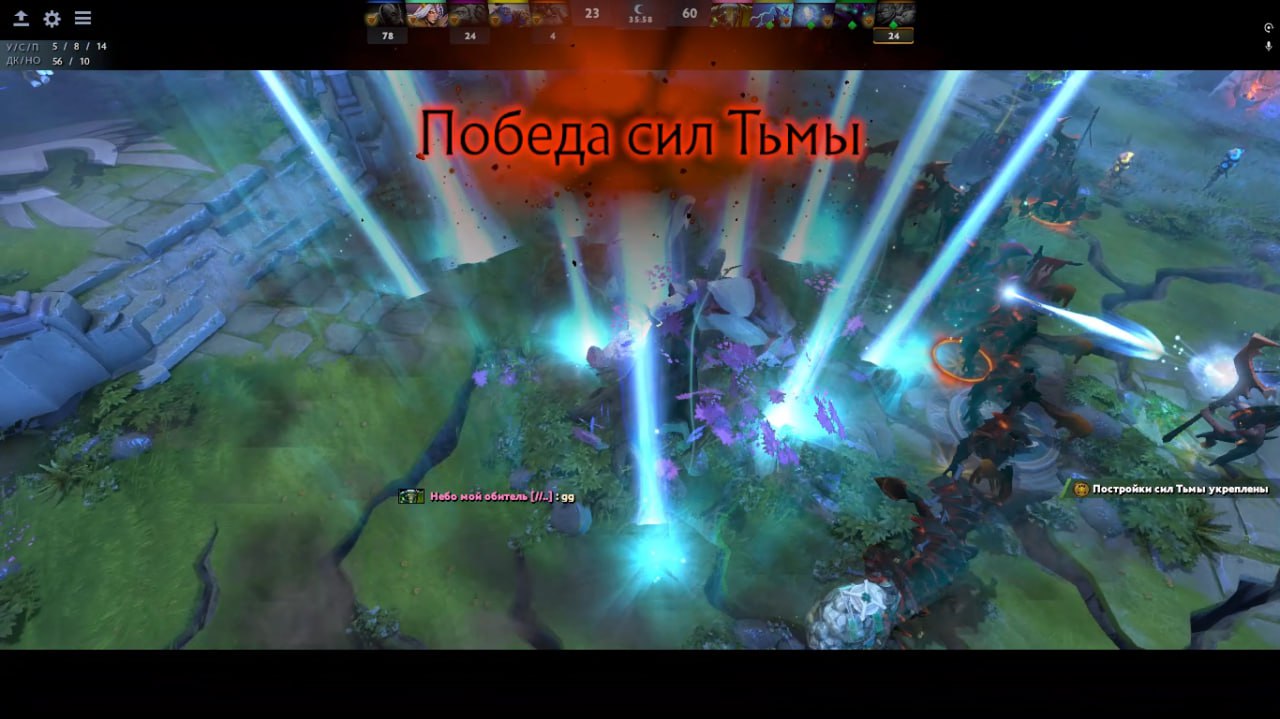 23 35:58 60
78 24 4 24
У/С/П 5 / 8 / 14
ДК/НО 56 / 10
Победа сил Тьмы
Небо мой обитель [//..] : gg
Постройки сил Тьмы укреплены